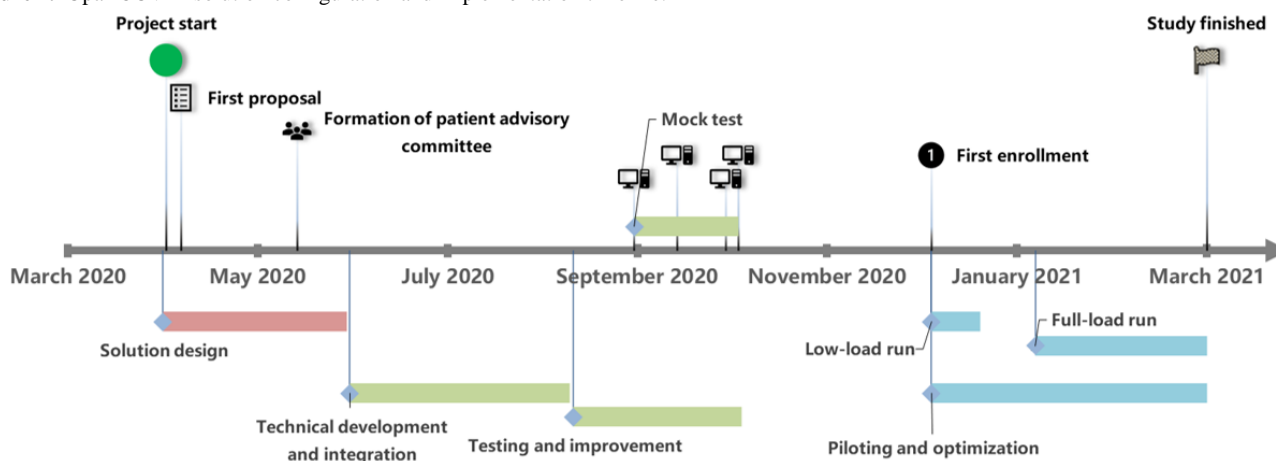 Project start
Study finished
First proposal
Formation of patient advisory
committee
Mock test
1
First enrollment
March 2020
May 2020
July 2020
September 2020
November 2020
January 2021
March 2021
Solution design
Low-load run
Full-load run
Technical development
and integration
Testing and improvement
Piloting and optimization